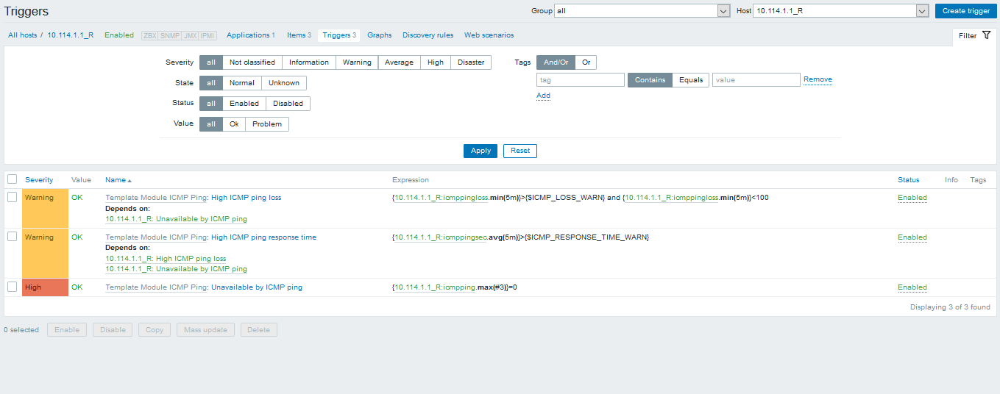 Triggers Group all Host 10.114.1.1_R Create trigger
All hosts / 10.114.1.1_R Enabled ZBX SNMP JMX IPMI Applications 1 Items 3 Triggers 3 Graphs Discovery rules Web scenarios Filter
Severity all Not classified Information Warning Average High Disaster Tags And/Or Or
tag Contains Equals value Remove
State all Normal Unknown
Add
Status all Enabled Disabled
Value all Ok Problem
Apply Reset
Severity Value Name Expression Status Info Tags
Warning OK Template Module ICMP Ping: High ICMP ping loss {10.114.1.1_R:icmppingloss.min(5m)}>{$ICMP_LOSS_WARN} and {10.114.1.1_R:icmppingloss.min(5m)}<100 Enabled
Depends on:
10.114.1.1_R: Unavailable by ICMP ping
Warning OK Template Module ICMP Ping: High ICMP ping response time {10.114.1.1_R:icmppingsec.avg(5m)}>{$ICMP_RESPONSE_TIME_WARN} Enabled
Depends on:
10.114.1.1_R: High ICMP ping loss
10.114.1.1_R: Unavailable by ICMP ping
High OK Template Module ICMP Ping: Unavailable by ICMP ping {10.114.1.1_R:icmpping.max(#3)}=0 Enabled
Displaying 3 of 3 found
0 selected Enable Disable Copy Mass update Delete